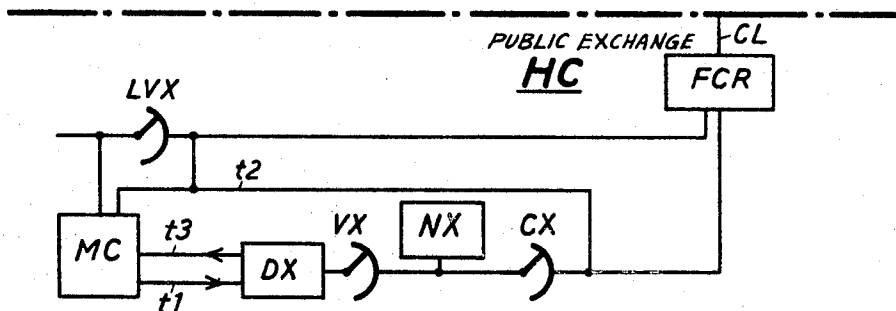 PUBLIC EXCHANGE
CL
HC
FCR
LVX
t2
MC
t3
t1
DX
VX
NX
CX